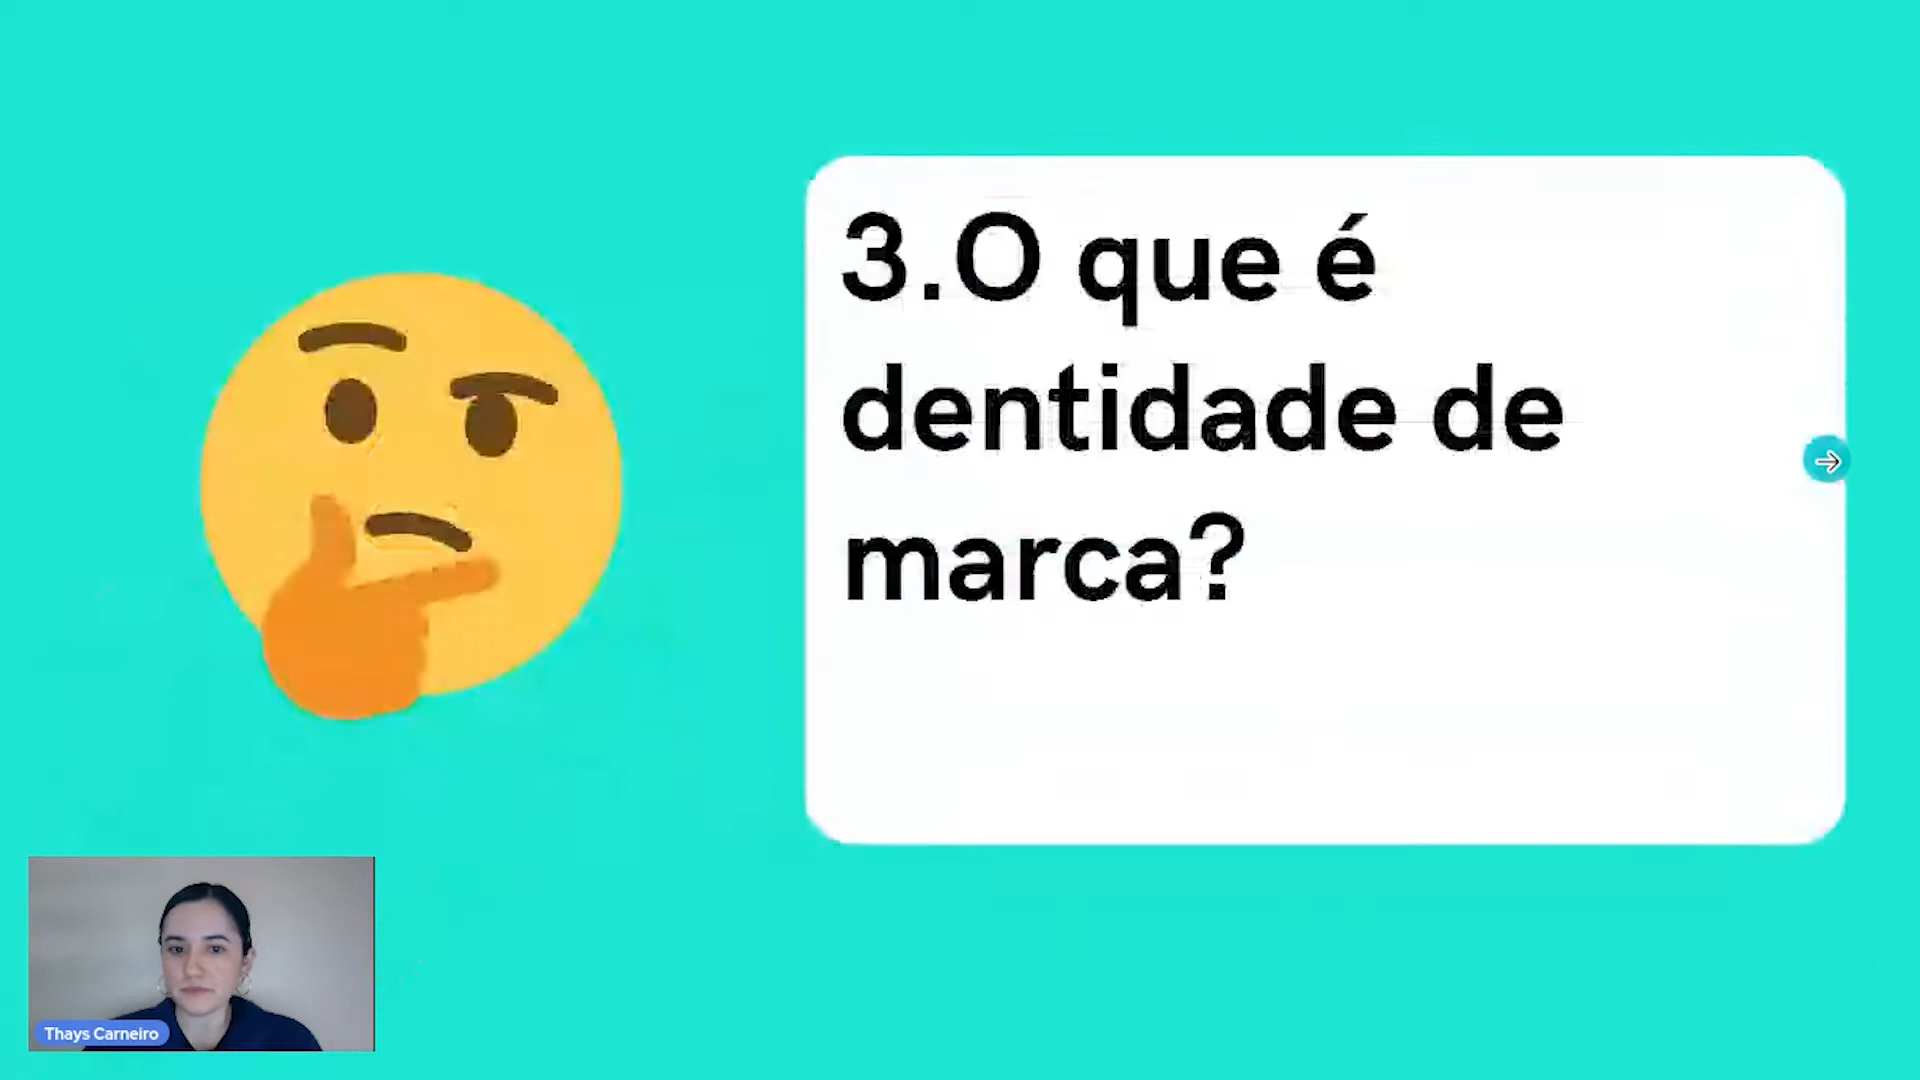 3.O que é
dentidade de
marca?
Thays Carneiro